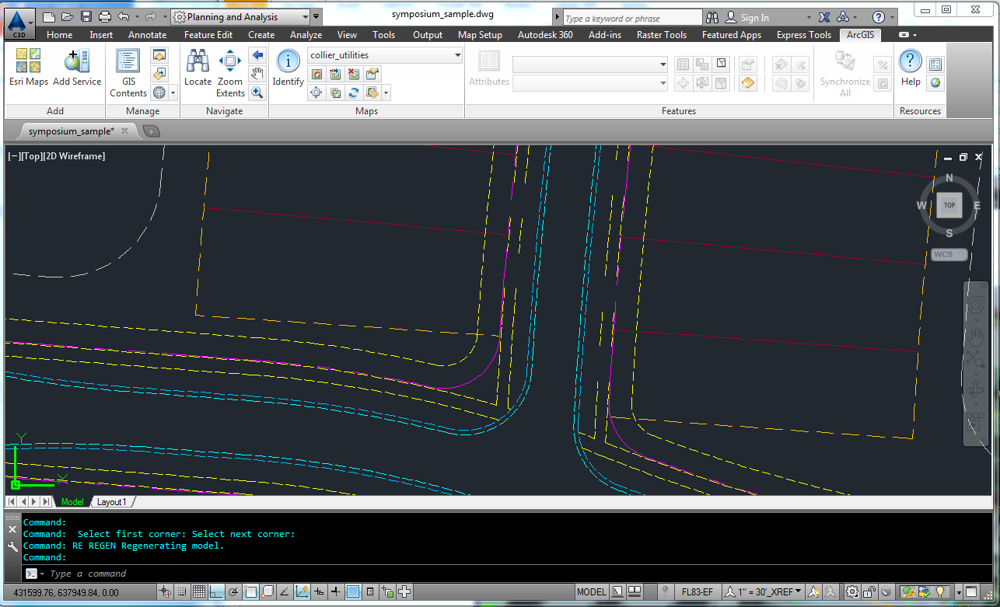 C3D
Planning and Analysis
symposium_sample.dwg
Type a keyword or phrase
Sign In
Home Insert Annotate Feature Edit Create Analyze View Tools Output Map Setup Autodesk 360 Add-ins Raster Tools Featured Apps Express Tools ArcGIS
Esri Maps
Add Service
Add
GIS
Contents
Manage
Locate
Zoom
Extents
Navigate
Identify
collier_utilities
Maps
Attributes
Synchronize
All
Features
Help
Resources
symposium_sample*
[−][Top][2D Wireframe]
N
W TOP E
S
WCS
Y
X
Model Layout1
Command:
Command:  Select first corner: Select next corner:
Command: RE REGEN Regenerating model.
Command:
Type a command
431599.76, 637949.84, 0.00
MODEL
FL83-EF
1" = 30'_XREF